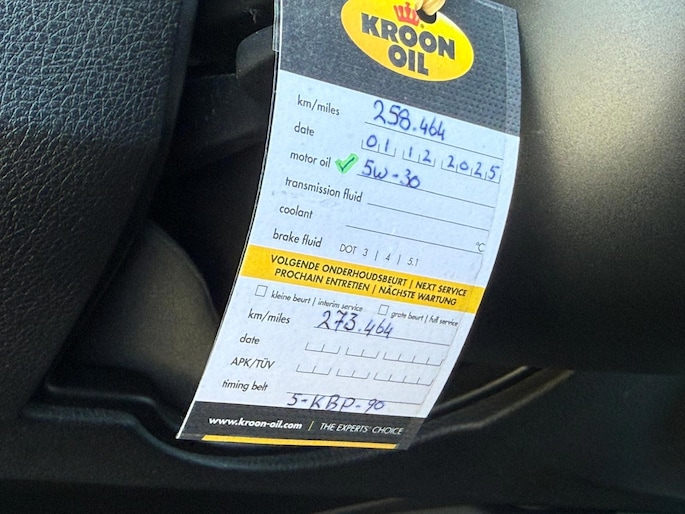 KROON
OIL
km/miles 258.464
date 01 12 2025
motor oil ✓ 5W-30
transmission fluid
coolant °C
brake fluid DOT 3 | 4 | 5.1
VOLGENDE ONDERHOUDSBEURT | NEXT SERVICE
PROCHAIN ENTRETIEN | NÄCHSTE WARTUNG
kleine beurt | interim service grote beurt | full service
km/miles 273.464
date
APK/TÜV
timing belt 5-KBP-90
www.kroon-oil.com | THE EXPERTS' CHOICE